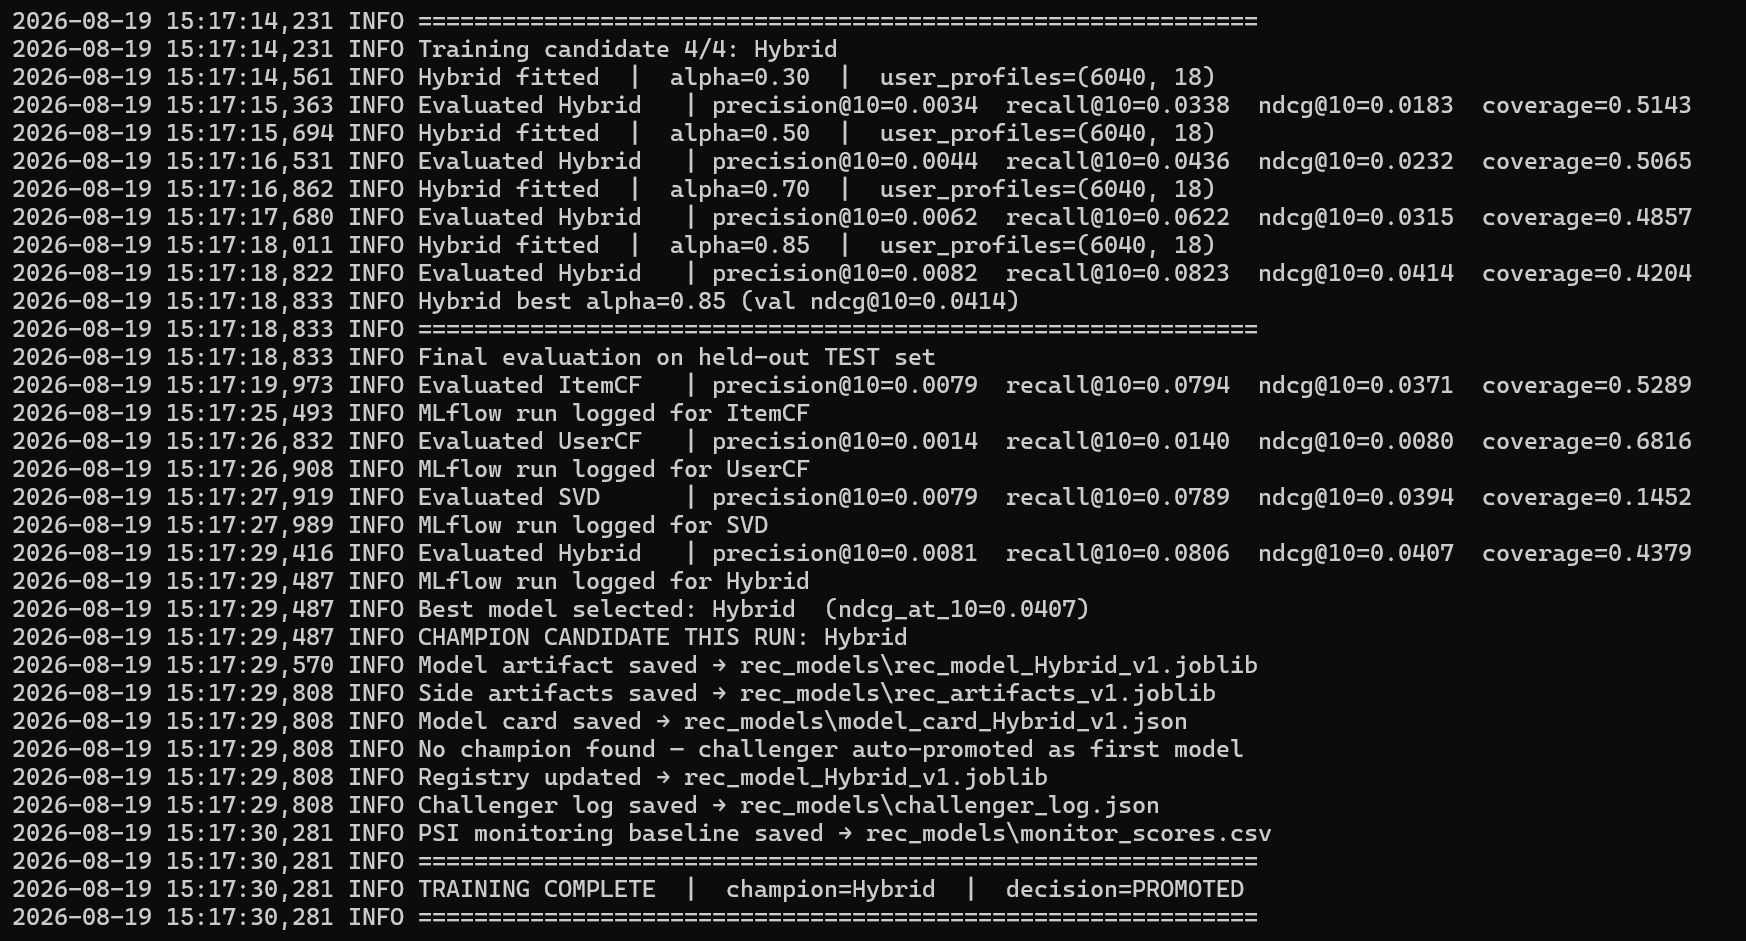 2026-08-19 15:17:14,231 INFO ============================================================
2026-08-19 15:17:14,231 INFO Training candidate 4/4: Hybrid
2026-08-19 15:17:14,561 INFO Hybrid fitted  |  alpha=0.30  |  user_profiles=(6040, 18)
2026-08-19 15:17:15,363 INFO Evaluated Hybrid   | precision@10=0.0034  recall@10=0.0338  ndcg@10=0.0183  coverage=0.5143
2026-08-19 15:17:15,694 INFO Hybrid fitted  |  alpha=0.50  |  user_profiles=(6040, 18)
2026-08-19 15:17:16,531 INFO Evaluated Hybrid   | precision@10=0.0044  recall@10=0.0436  ndcg@10=0.0232  coverage=0.5065
2026-08-19 15:17:16,862 INFO Hybrid fitted  |  alpha=0.70  |  user_profiles=(6040, 18)
2026-08-19 15:17:17,680 INFO Evaluated Hybrid   | precision@10=0.0062  recall@10=0.0622  ndcg@10=0.0315  coverage=0.4857
2026-08-19 15:17:18,011 INFO Hybrid fitted  |  alpha=0.85  |  user_profiles=(6040, 18)
2026-08-19 15:17:18,822 INFO Evaluated Hybrid   | precision@10=0.0082  recall@10=0.0823  ndcg@10=0.0414  coverage=0.4204
2026-08-19 15:17:18,833 INFO Hybrid best alpha=0.85 (val ndcg@10=0.0414)
2026-08-19 15:17:18,833 INFO ============================================================
2026-08-19 15:17:18,833 INFO Final evaluation on held-out TEST set
2026-08-19 15:17:19,973 INFO Evaluated ItemCF   | precision@10=0.0079  recall@10=0.0794  ndcg@10=0.0371  coverage=0.5289
2026-08-19 15:17:25,493 INFO MLflow run logged for ItemCF
2026-08-19 15:17:26,832 INFO Evaluated UserCF   | precision@10=0.0014  recall@10=0.0140  ndcg@10=0.0080  coverage=0.6816
2026-08-19 15:17:26,908 INFO MLflow run logged for UserCF
2026-08-19 15:17:27,919 INFO Evaluated SVD      | precision@10=0.0079  recall@10=0.0789  ndcg@10=0.0394  coverage=0.1452
2026-08-19 15:17:27,989 INFO MLflow run logged for SVD
2026-08-19 15:17:29,416 INFO Evaluated Hybrid   | precision@10=0.0081  recall@10=0.0806  ndcg@10=0.0407  coverage=0.4379
2026-08-19 15:17:29,487 INFO MLflow run logged for Hybrid
2026-08-19 15:17:29,487 INFO Best model selected: Hybrid  (ndcg_at_10=0.0407)
2026-08-19 15:17:29,487 INFO CHAMPION CANDIDATE THIS RUN: Hybrid
2026-08-19 15:17:29,570 INFO Model artifact saved → rec_models\rec_model_Hybrid_v1.joblib
2026-08-19 15:17:29,808 INFO Side artifacts saved → rec_models\rec_artifacts_v1.joblib
2026-08-19 15:17:29,808 INFO Model card saved → rec_models\model_card_Hybrid_v1.json
2026-08-19 15:17:29,808 INFO No champion found — challenger auto-promoted as first model
2026-08-19 15:17:29,808 INFO Registry updated → rec_model_Hybrid_v1.joblib
2026-08-19 15:17:29,808 INFO Challenger log saved → rec_models\challenger_log.json
2026-08-19 15:17:30,281 INFO PSI monitoring baseline saved → rec_models\monitor_scores.csv
2026-08-19 15:17:30,281 INFO ============================================================
2026-08-19 15:17:30,281 INFO TRAINING COMPLETE  |  champion=Hybrid  |  decision=PROMOTED
2026-08-19 15:17:30,281 INFO ============================================================